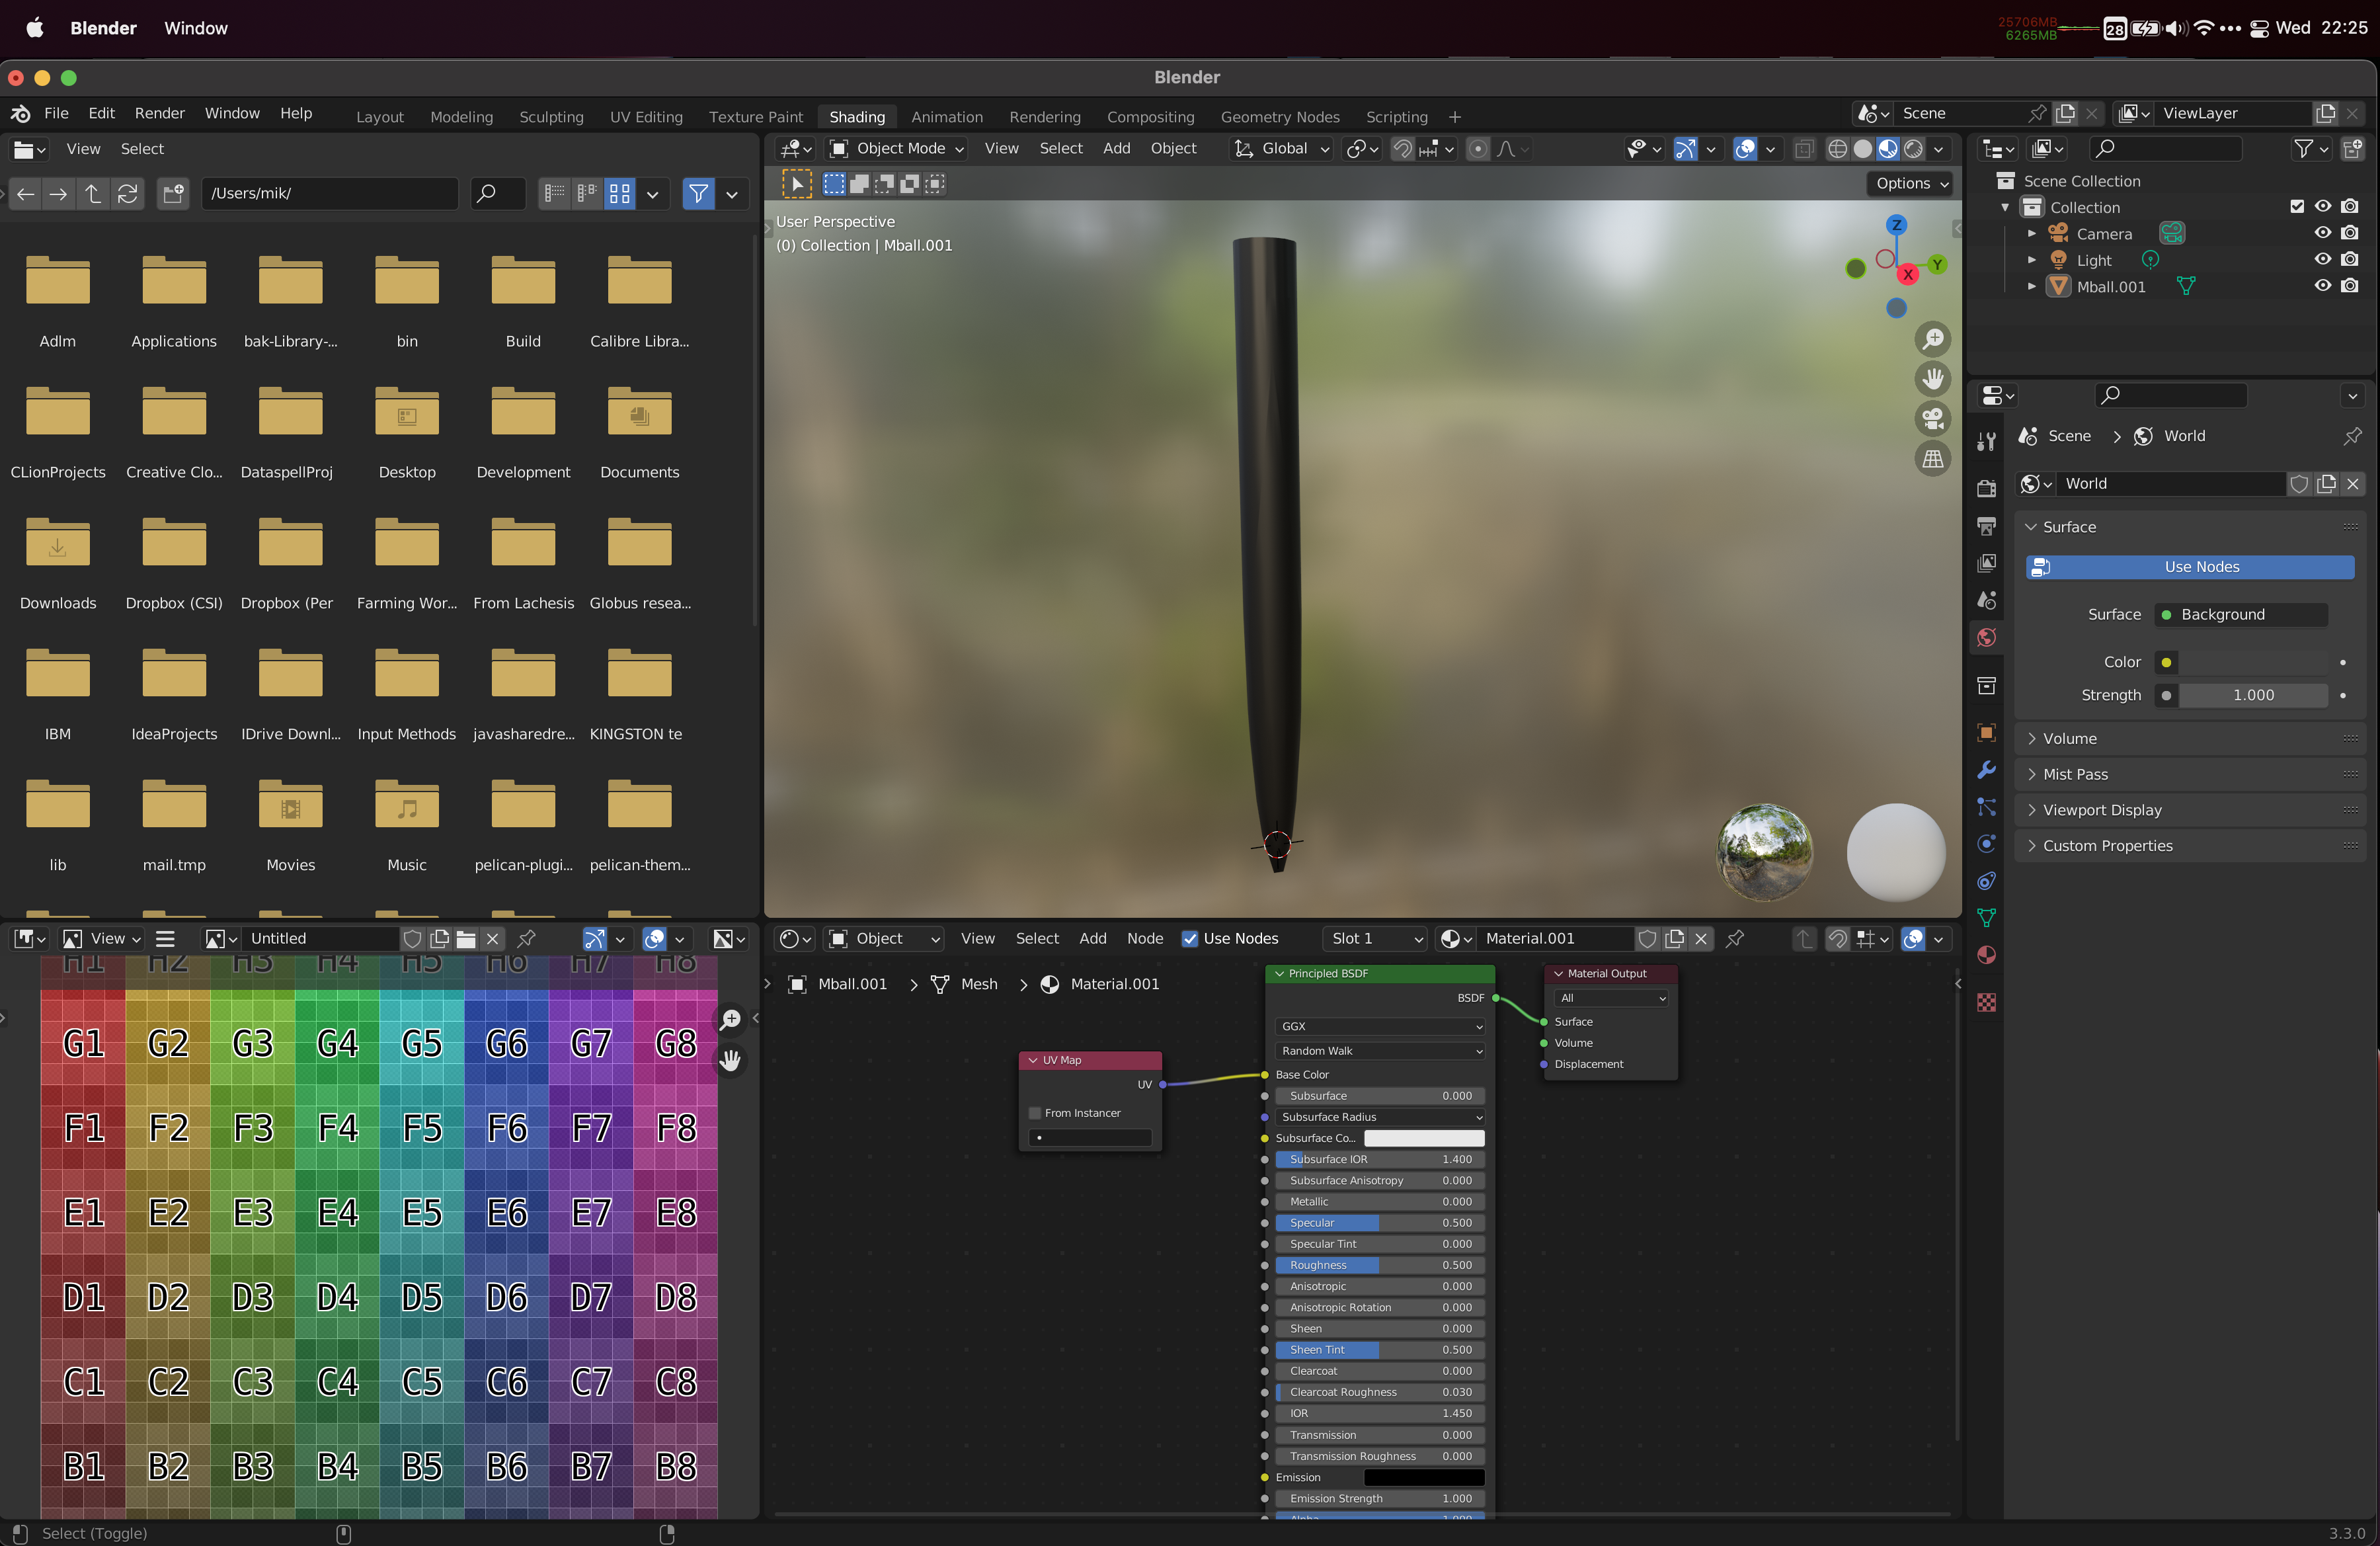 Blender Window
25706MB
6265MB
28
Wed 22:25
Blender
File Edit Render Window Help
Layout Modeling Sculpting UV Editing Texture Paint Shading Animation Rendering Compositing Geometry Nodes Scripting +
Scene
ViewLayer
View Select
/Users/mik/
Adlm Applications bak-Library-... bin Build Calibre Libra...
CLionProjects Creative Clo... DataspellProj Desktop Development Documents
Downloads Dropbox (CSI) Dropbox (Per Farming Wor... From Lachesis Globus resea...
IBM IdeaProjects IDrive Downl... Input Methods javasharedre... KINGSTON te
lib mail.tmp Movies Music pelican-plugi... pelican-them...
Object Mode View Select Add Object Global
Options
User Perspective
(0) Collection | Mball.001
Z
Y
X
Scene Collection
Collection
Camera
Light
Mball.001
Scene > World
World
Surface
Use Nodes
Surface Background
Color
Strength 1.000
Volume
Mist Pass
Viewport Display
Custom Properties
View Untitled
H1 H2 H3 H4 H5 H6 H7 H8
G1 G2 G3 G4 G5 G6 G7 G8
F1 F2 F3 F4 F5 F6 F7 F8
E1 E2 E3 E4 E5 E6 E7 E8
D1 D2 D3 D4 D5 D6 D7 D8
C1 C2 C3 C4 C5 C6 C7 C8
B1 B2 B3 B4 B5 B6 B7 B8
Object View Select Add Node Use Nodes Slot 1 Material.001
Mball.001 > Mesh > Material.001
UV Map
UV
From Instancer
Principled BSDF
BSDF
GGX
Random Walk
Base Color
Subsurface 0.000
Subsurface Radius
Subsurface Co...
Subsurface IOR 1.400
Subsurface Anisotropy 0.000
Metallic 0.000
Specular 0.500
Specular Tint 0.000
Roughness 0.500
Anisotropic 0.000
Anisotropic Rotation 0.000
Sheen 0.000
Sheen Tint 0.500
Clearcoat 0.000
Clearcoat Roughness 0.030
IOR 1.450
Transmission 0.000
Transmission Roughness 0.000
Emission
Emission Strength 1.000
Alpha 1.000
Material Output
All
Surface
Volume
Displacement
Select (Toggle)
3.3.0